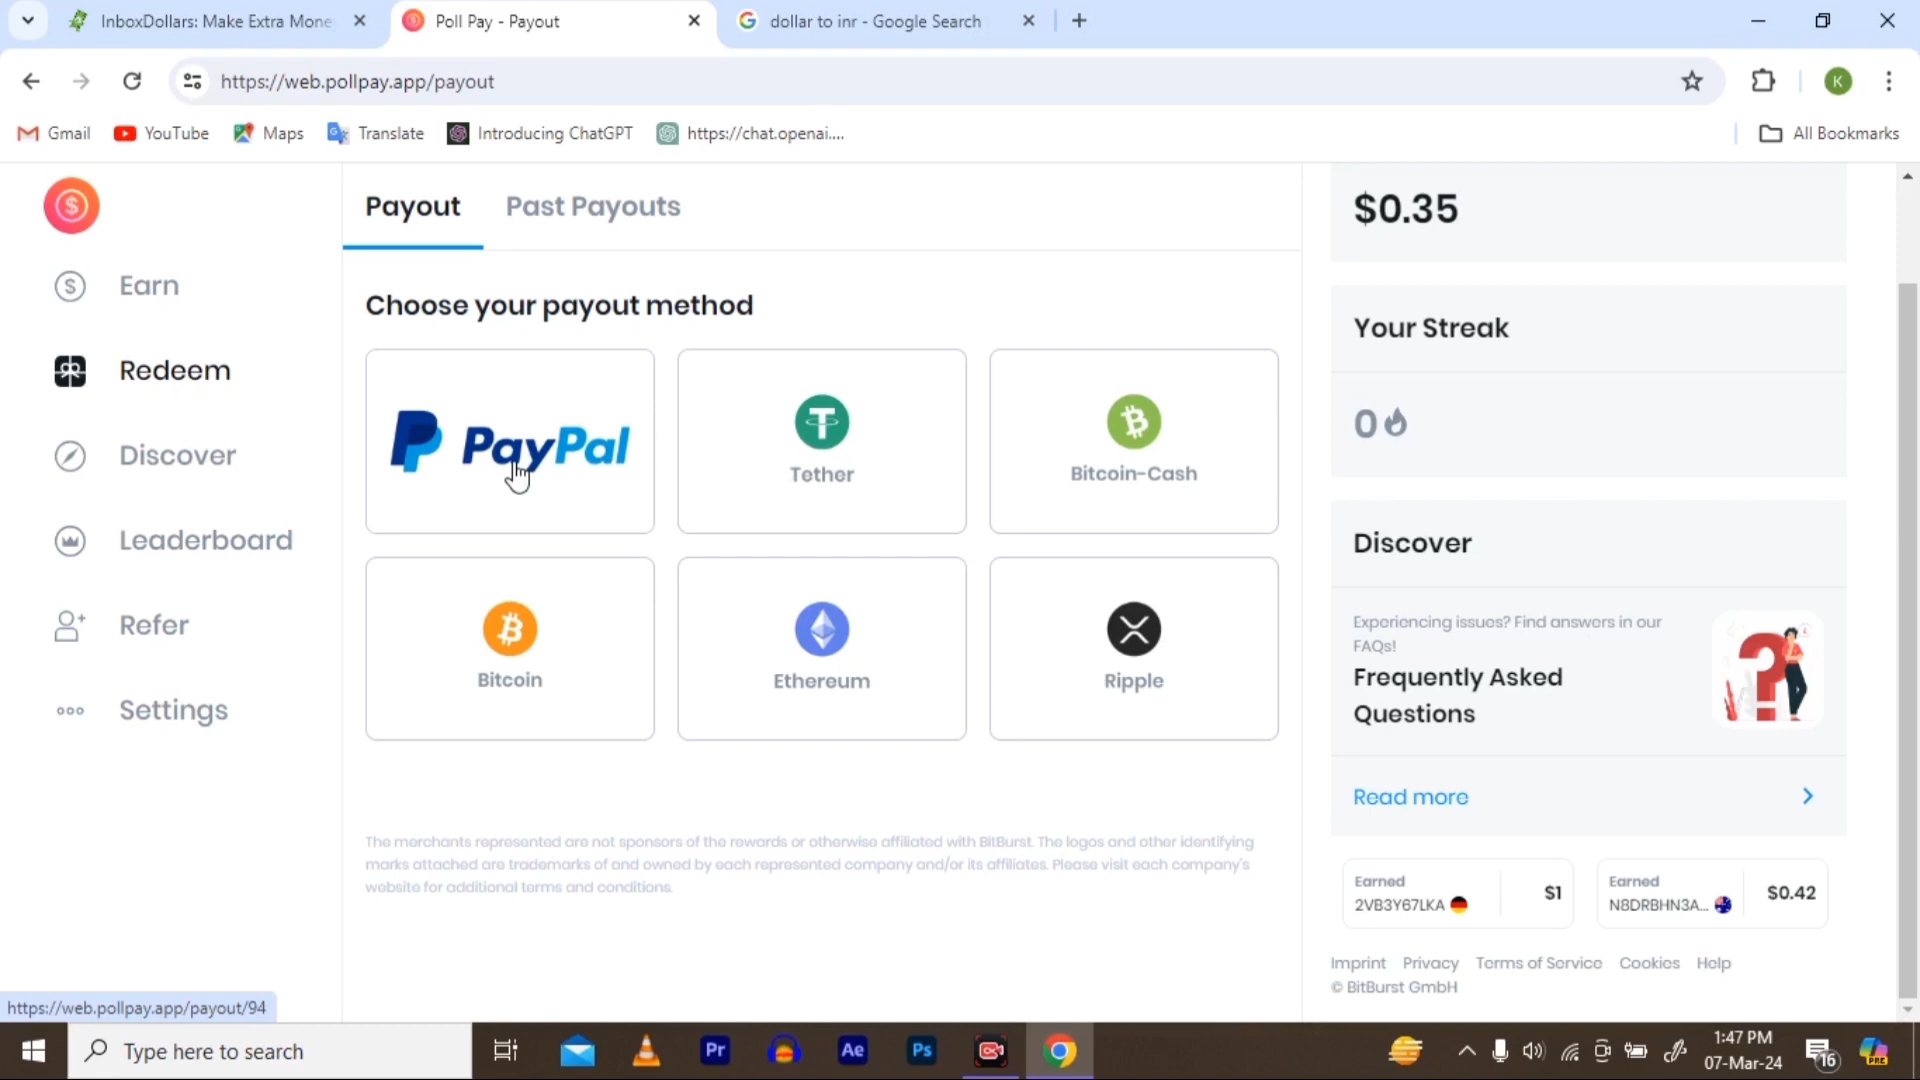 InboxDollars: Make Extra Mone
Poll Pay - Payout
dollar to inr - Google Search
https://web.pollpay.app/payout
K
Gmail
YouTube
Maps
Translate
Introducing ChatGPT
https://chat.openai....
All Bookmarks
Payout
Past Payouts
$0.35
Earn
Redeem
Discover
Leaderboard
Refer
Settings
Choose your payout method
PayPal
Tether
Bitcoin-Cash
Bitcoin
Ethereum
Ripple
The merchants represented are not sponsors of the rewards or otherwise affiliated with BitBurst. The logos and other identifying
marks attached are trademarks of and owned by each represented company and/or its affiliates. Please visit each company's
website for additional terms and conditions.
Your Streak
0
Discover
Experiencing issues? Find answers in our
FAQs!
Frequently Asked
Questions
Read more
Earned
2VB3Y67LKA
$1
Earned
N8DRBHN3A...
$0.42
Imprint Privacy Terms of Service Cookies Help
© BitBurst GmbH
https://web.pollpay.app/payout/94
Type here to search
Pr
Ae
Ps
1:47 PM
07-Mar-24
16
PRE